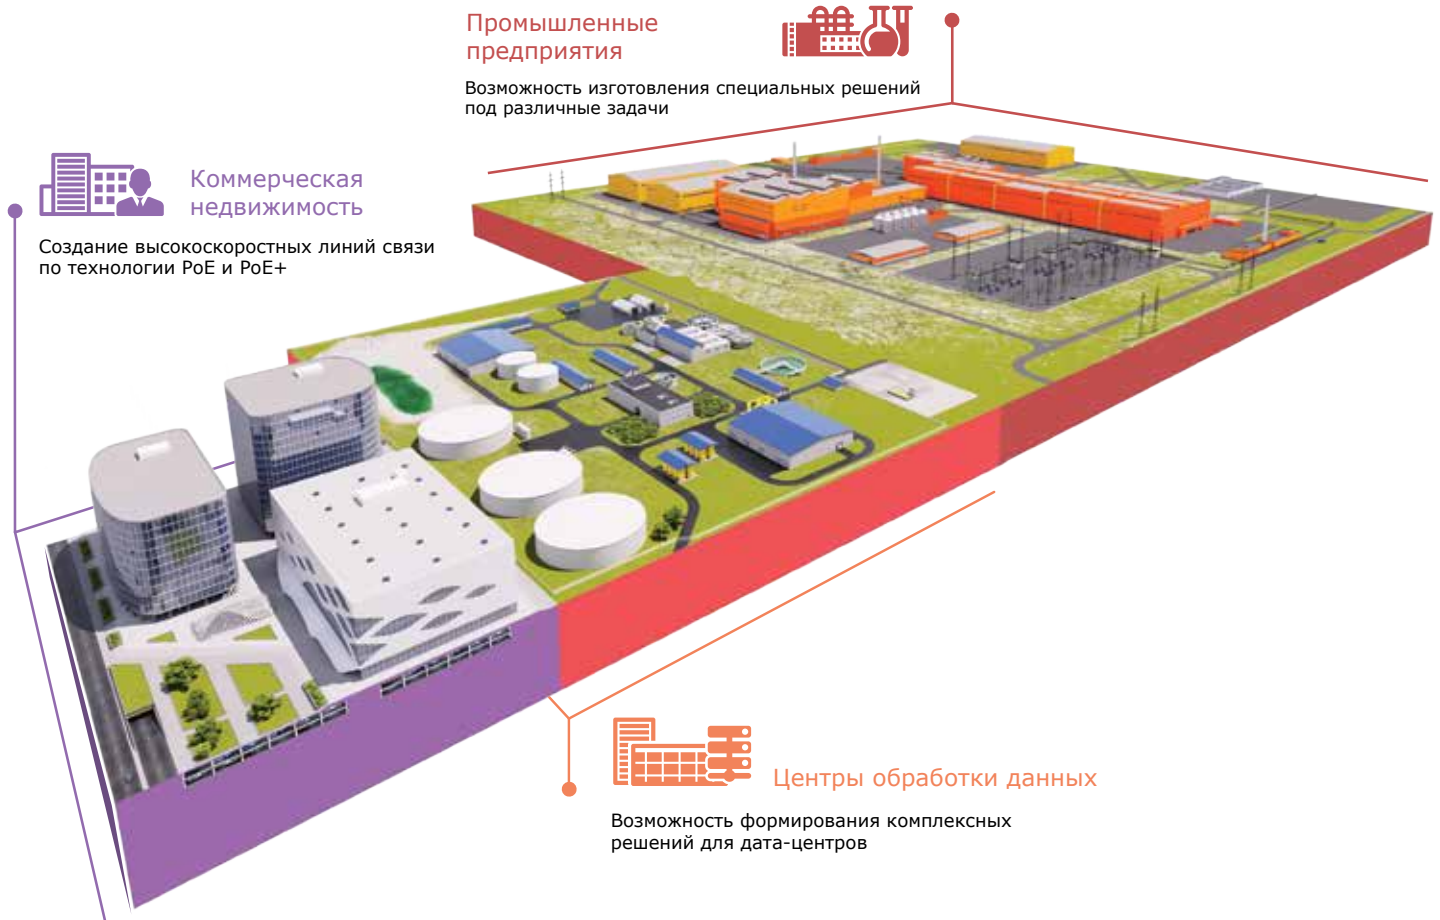 Промышленные
предприятия
Возможность изготовления специальных решений
под различные задачи
Коммерческая
недвижимость
Создание высокоскоростных линий связи
по технологии PoE и PoE+
Центры обработки данных
Возможность формирования комплексных
решений для дата-центров